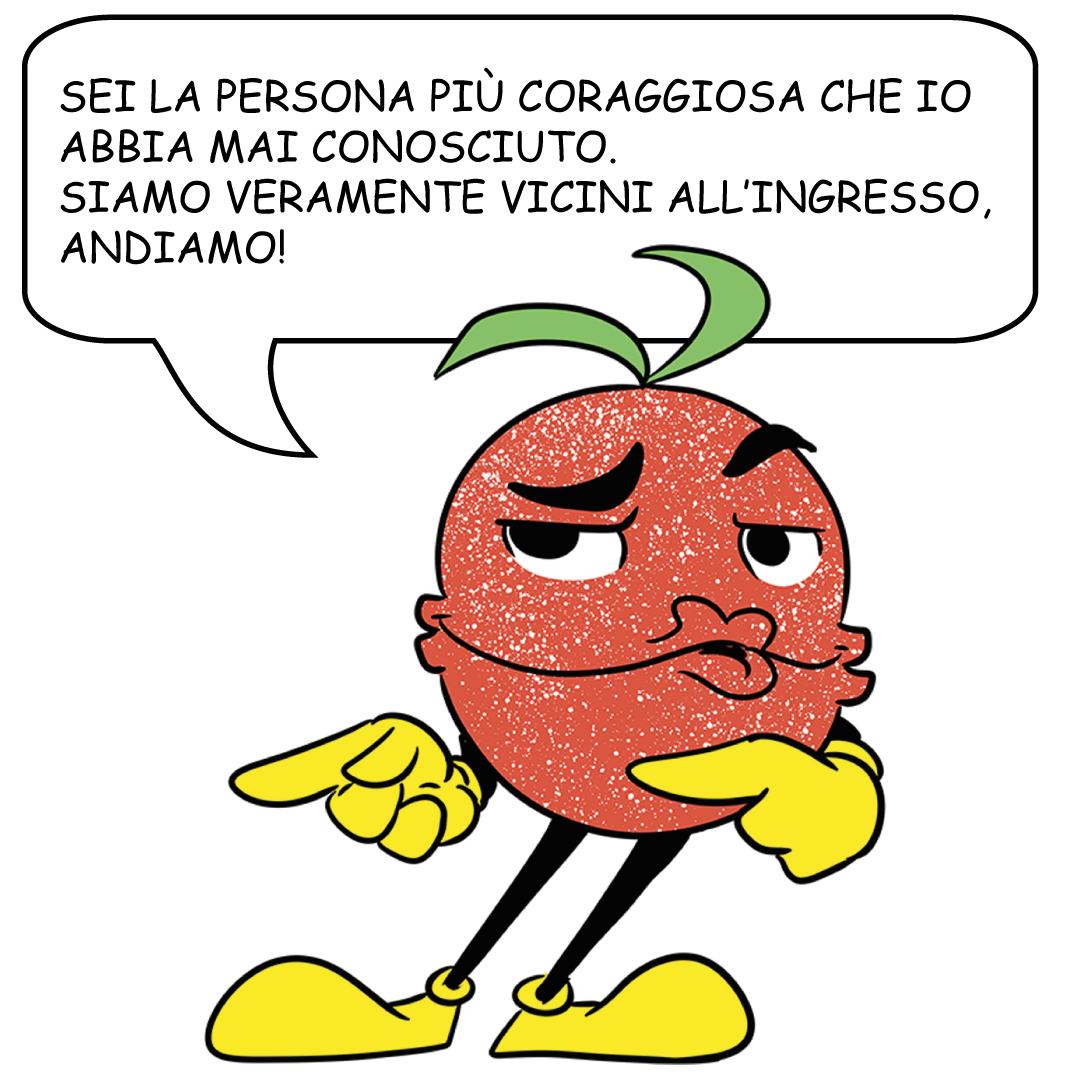 SEI LA PERSONA PIÙ CORAGGIOSA CHE IO
ABBIA MAI CONOSCIUTO.
SIAMO VERAMENTE VICINI ALL'INGRESSO,
ANDIAMO!